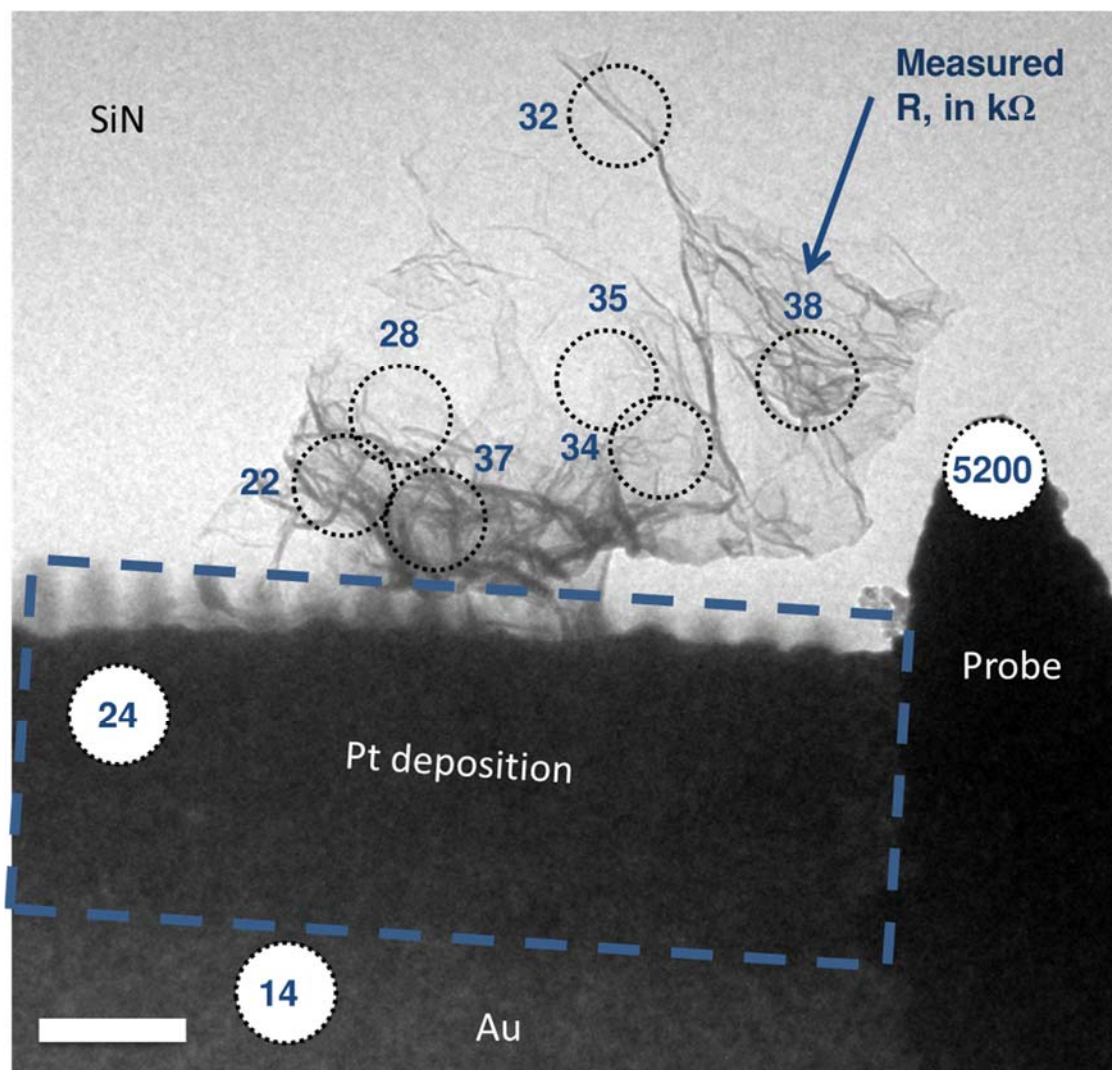 Measured
R, in kΩ
SiN
32
35
38
28
34
37
22
5200
Probe
24
Pt deposition
14
Au